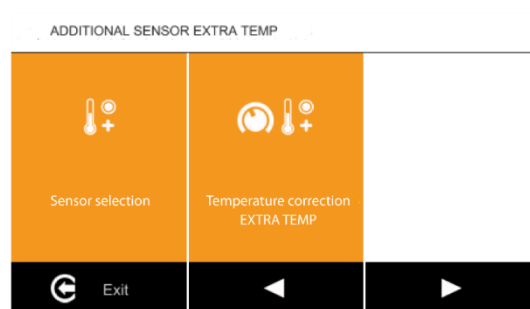 ADDITIONAL SENSOR EXTRA TEMP
Sensor selection
Temperature correction
EXTRA TEMP
Exit